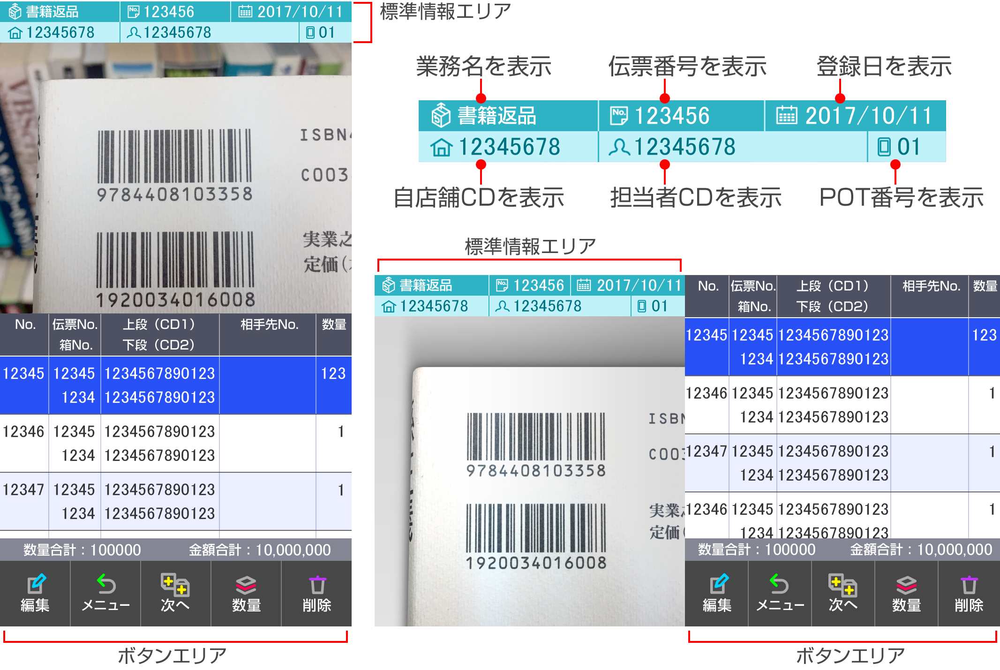 書籍返品 No. 123456 2017/10/11
12345678 12345678 01
標準情報エリア
ISBN4
9784408103358
C003
実業之
定価(
1920034016008
No. 伝票No. 上段（CD1） 相手先No. 数量
箱No. 下段（CD2）
12345 12345 1234567890123 123
1234 1234567890123
12346 12345 1234567890123 1
1234 1234567890123
12347 12345 1234567890123 1
1234 1234567890123
数量合計：100000 金額合計：10,000,000
編集 メニュー 次へ 数量 削除
ボタンエリア
業務名を表示 伝票番号を表示 登録日を表示
書籍返品 No. 123456 2017/10/11
12345678 12345678 01
自店舗CDを表示 担当者CDを表示 POT番号を表示
標準情報エリア
書籍返品 No. 123456 2017/10/11
12345678 12345678 01
ISBN
9784408103358
C003
実業
定価(
1920034016008
No. 伝票No. 上段（CD1） 相手先No. 数量
箱No. 下段（CD2）
12345 12345 1234567890123 123
1234 1234567890123
12346 12345 1234567890123 1
1234 1234567890123
12347 12345 1234567890123 1
1234 1234567890123
12346 12345 1234567890123 1
1234 1234567890123
数量合計：100000 金額合計：10,000,000
編集 メニュー 次へ 数量 削除
ボタンエリア